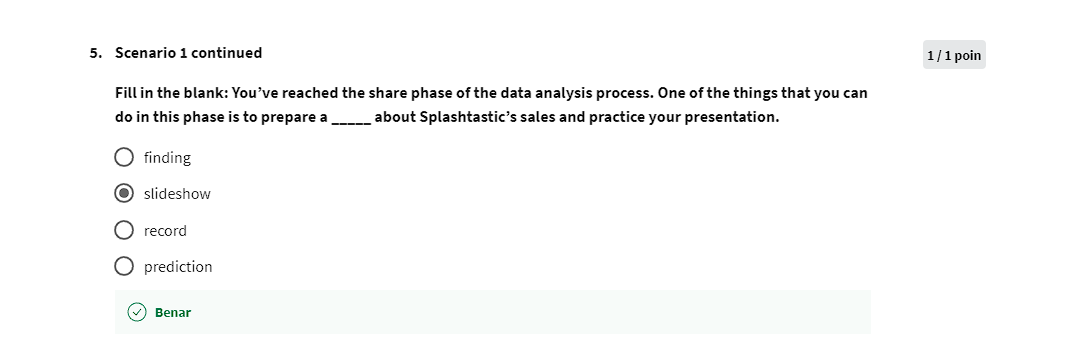 5. Scenario 1 continued
1 / 1 poin
Fill in the blank: You’ve reached the share phase of the data analysis process. One of the things that you can
do in this phase is to prepare a _____ about Splashtastic’s sales and practice your presentation.
finding
slideshow
record
prediction
Benar